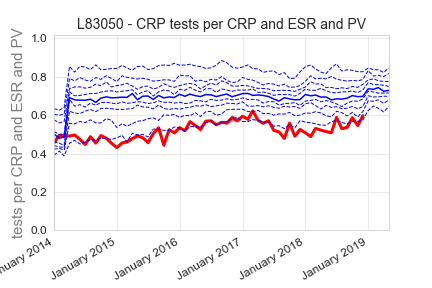 L83050 - CRP tests per CRP and ESR and PV
tests per CRP and ESR and PV
1.0
0.8
0.6
0.4
0.2
0.0
nuary 2014
January 2015
January 2016
January 2017
January 2018
January 2019